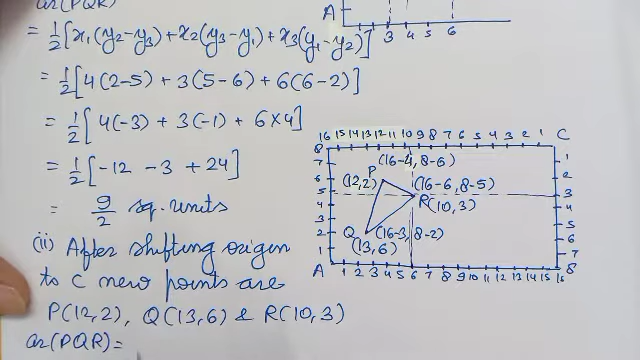 ar(PQR)
= 1/2 [x₁(y₂-y₃)+x₂(y₃-y₁)+x₃(y₁-y₂)]
= 1/2 [4(2-5) + 3(5-6) + 6(6-2)]
= 1/2 [4(-3) + 3(-1) + 6×4]
= 1/2 [-12 -3 + 24]
= 9/2 sq. units
(ii) After shifting origin
to C new points are
P(12,2), Q(13,6) & R(10,3)
ar(PQR)=
A
3 4 5 6
16 15 14 13 12 11 10 9 8 7 6 5 4 3 2 1 C
B
7
6
5
4
3
2
1
A
1 2 3 4 5 6 7 8 9 10 11 12 13 14 15 16
1
2
3
4
5
6
7
8
(16-4, 8-6)
P
(12,2)
(16-6, 8-5)
R(10,3)
Q (16-3, 8-2)
(13,6)